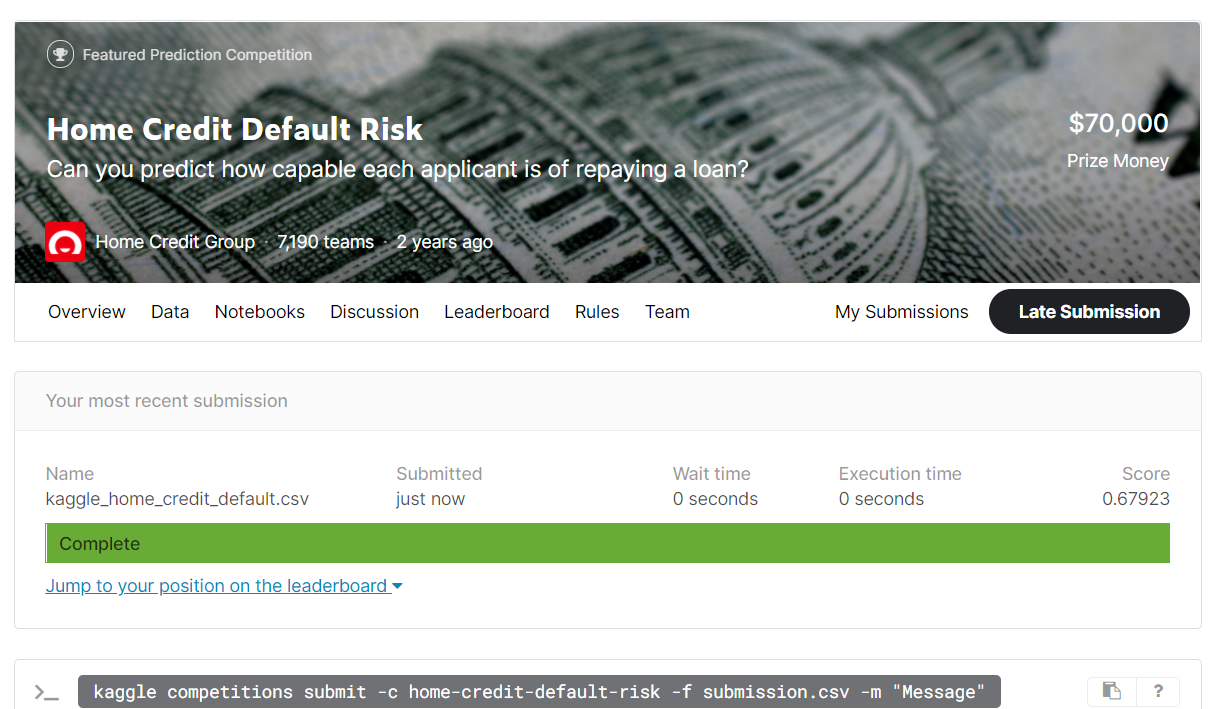 Featured Prediction Competition
Home Credit Default Risk
Can you predict how capable each applicant is of repaying a loan?
$70,000
Prize Money
Home Credit Group · 7,190 teams · 2 years ago
Overview Data Notebooks Discussion Leaderboard Rules Team My Submissions Late Submission
Your most recent submission
Name Submitted Wait time Execution time Score
kaggle_home_credit_default.csv just now 0 seconds 0 seconds 0.67923
Complete
Jump to your position on the leaderboard
>_ kaggle competitions submit -c home-credit-default-risk -f submission.csv -m "Message" ?